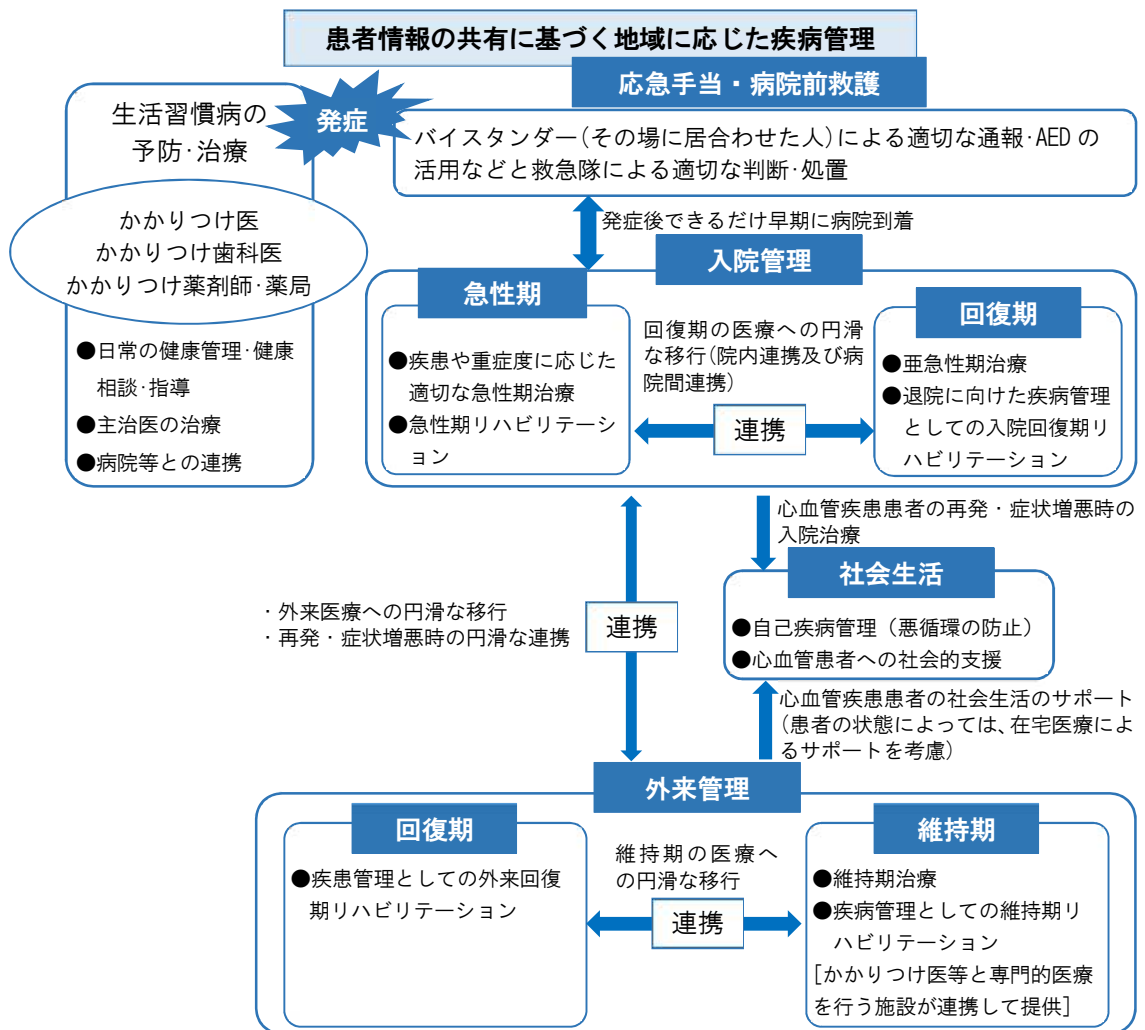 患者情報の共有に基づく地域に応じた疾病管理
生活習慣病の
予防･治療
かかりつけ医
かかりつけ歯科医
かかりつけ薬剤師･薬局
●日常の健康管理･健康
相談･指導
●主治医の治療
●病院等との連携
発症
応急手当・病院前救護
バイスタンダー(その場に居合わせた人)による適切な通報･AED の
活用などと救急隊による適切な判断･処置
発症後できるだけ早期に病院到着
入院管理
急性期
●疾患や重症度に応じた
適切な急性期治療
●急性期リハビリテーシ
ョン
回復期の医療への円滑
な移行(院内連携及び病
院間連携)
連携
回復期
●亜急性期治療
●退院に向けた疾病管理
としての入院回復期リ
ハビリテーション
心血管疾患患者の再発・症状増悪時の
入院治療
社会生活
●自己疾病管理（悪循環の防止）
●心血管患者への社会的支援
・外来医療への円滑な移行
・再発・症状増悪時の円滑な連携
連携
心血管疾患患者の社会生活のサポート
(患者の状態によっては、在宅医療によ
るサポートを考慮)
外来管理
回復期
●疾患管理としての外来回復
期リハビリテーション
維持期の医療へ
の円滑な移行
連携
維持期
●維持期治療
●疾病管理としての維持期リ
ハビリテーション
[かかりつけ医等と専門的医療
を行う施設が連携して提供]